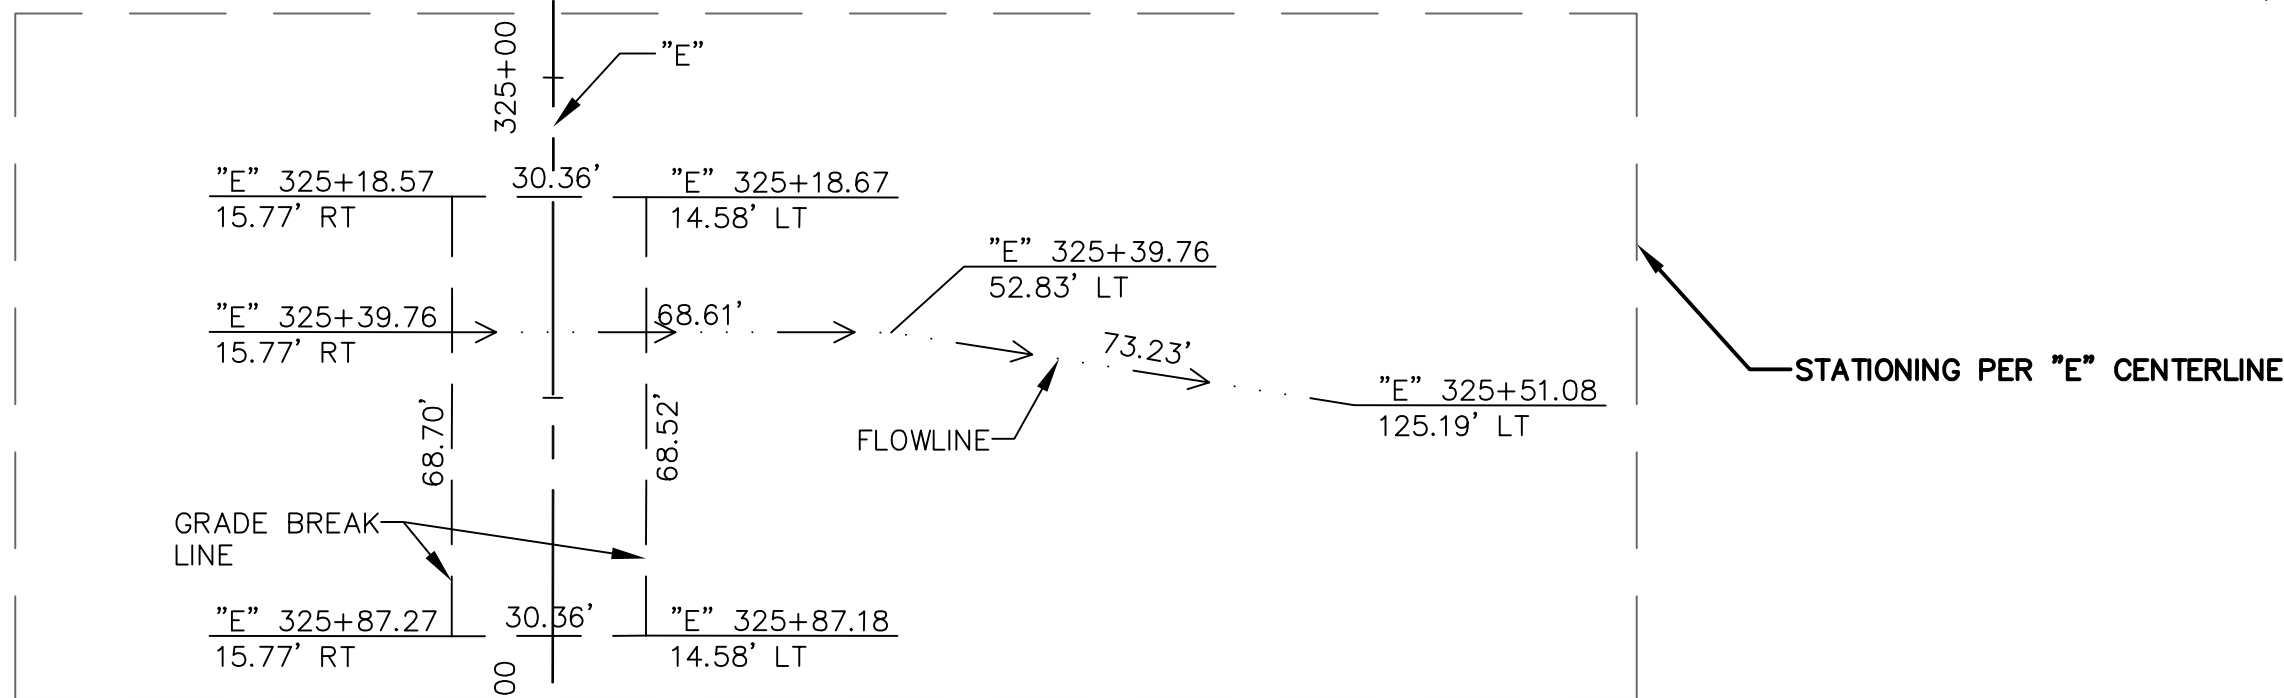 325+00
"E"
"E" 325+18.57
15.77' RT
30.36'
"E" 325+18.67
14.58' LT
"E" 325+39.76
52.83' LT
"E" 325+39.76
15.77' RT
68.61'
73.23'
STATIONING PER "E" CENTERLINE
"E" 325+51.08
125.19' LT
FLOWLINE
68.70'
68.52'
GRADE BREAK
LINE
"E" 325+87.27
15.77' RT
30.36'
"E" 325+87.18
14.58' LT
00